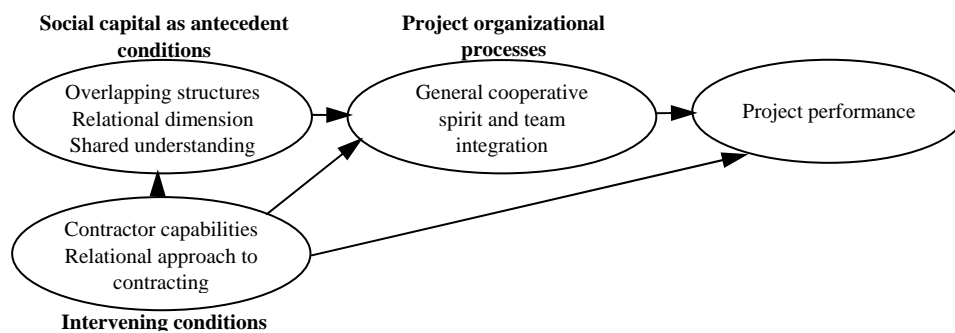 Social capital as antecedent
conditions
Project organizational
processes
Overlapping structures
Relational dimension
Shared understanding
General cooperative
spirit and team
integration
Project performance
Contractor capabilities
Relational approach to
contracting
Intervening conditions